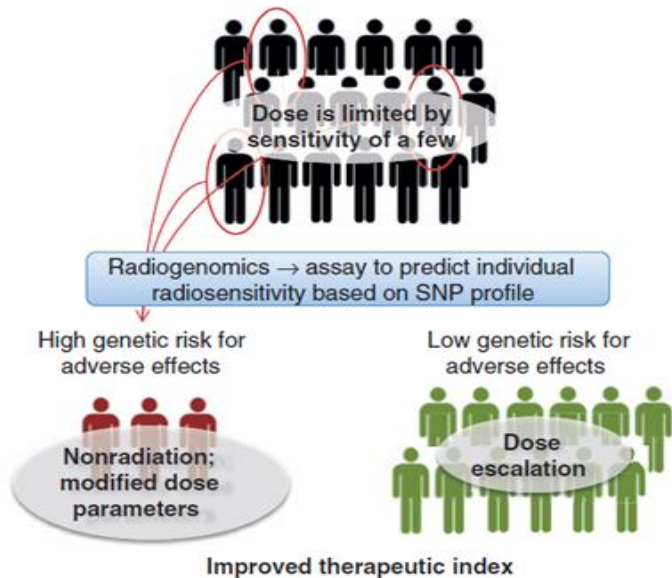 Dose is limited by
sensitivity of a few
Radiogenomics → assay to predict individual
radiosensitivity based on SNP profile
High genetic risk for
adverse effects
Low genetic risk for
adverse effects
Nonradiation;
modified dose
parameters
Dose
escalation
Improved therapeutic index